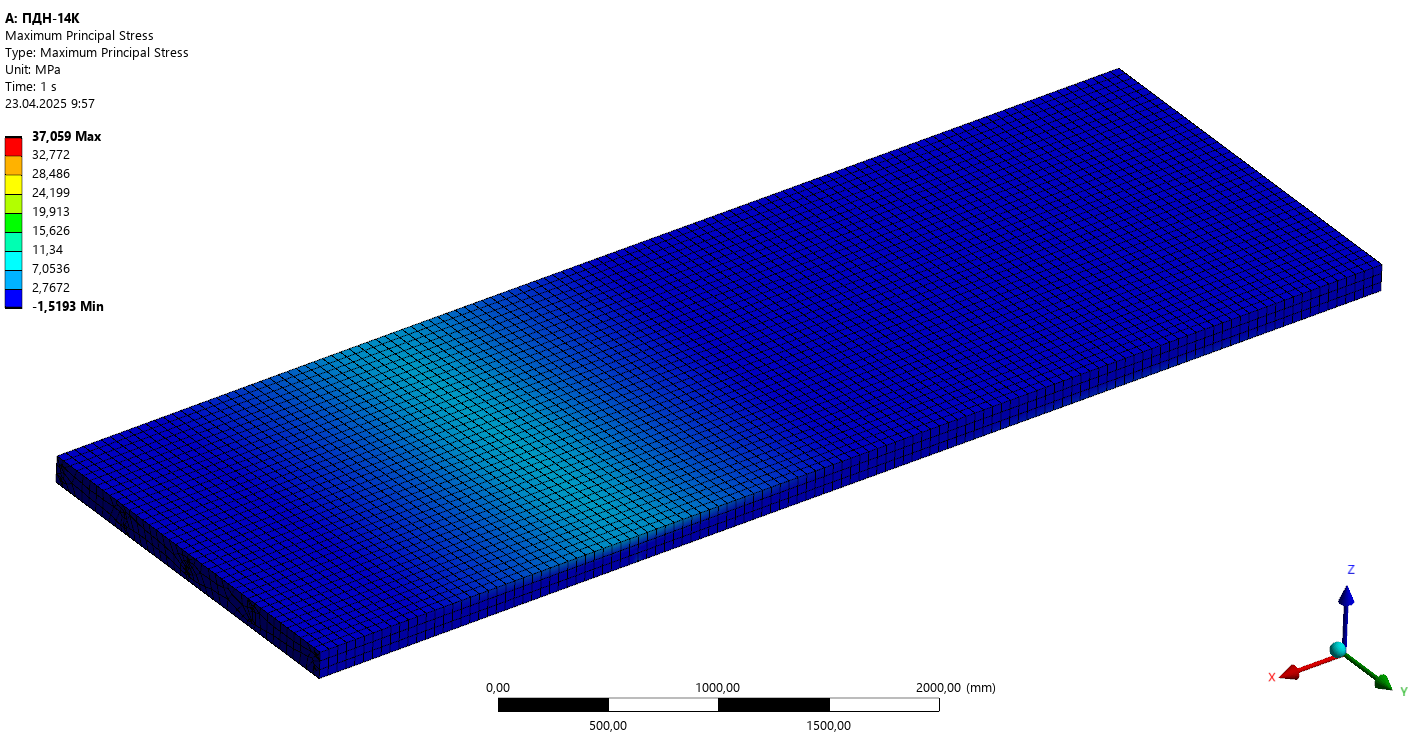 A: ПДН-14К
Maximum Principal Stress
Type: Maximum Principal Stress
Unit: MPa
Time: 1 s
23.04.2025 9:57
37,059 Max
32,772
28,486
24,199
19,913
15,626
11,34
7,0536
2,7672
-1,5193 Min
0,00 1000,00 2000,00 (mm)
500,00 1500,00
Z
X
Y